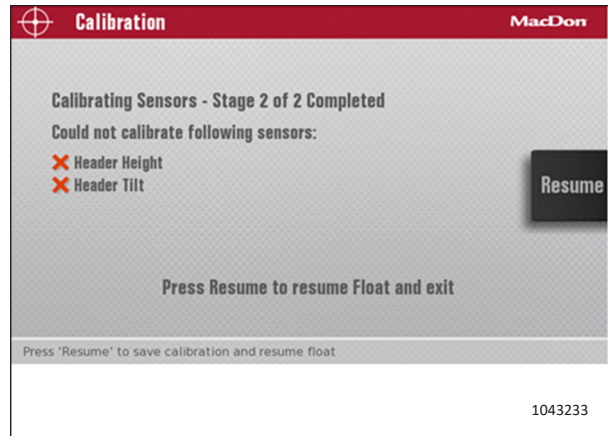 Calibration
MacDon
Calibrating Sensors - Stage 2 of 2 Completed
Could not calibrate following sensors:
Header Height
Header Tilt
Resume
Press Resume to resume Float and exit
Press 'Resume' to save calibration and resume float
1043233